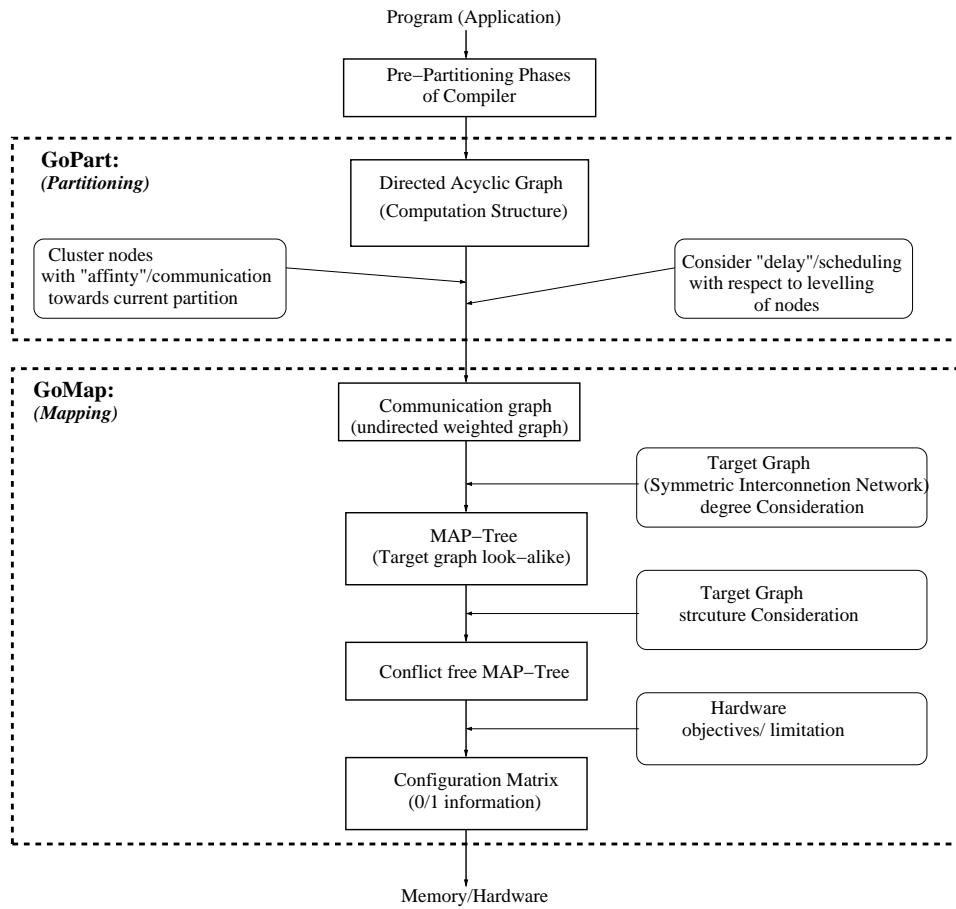 Program (Application)
Pre−Partitioning Phases
of Compiler
GoPart:
(Partitioning)
Directed Acyclic Graph
(Computation Structure)
Cluster nodes
with "affinty"/communication
towards current partition
Consider "delay"/scheduling
with respect to levelling
of nodes
GoMap:
(Mapping)
Communication graph
(undirected weighted graph)
Target Graph
(Symmetric Interconnetion Network)
degree Consideration
MAP−Tree
(Target graph look−alike)
Target Graph
strcuture Consideration
Conflict free MAP−Tree
Hardware
objectives/ limitation
Configuration Matrix
(0/1 information)
Memory/Hardware